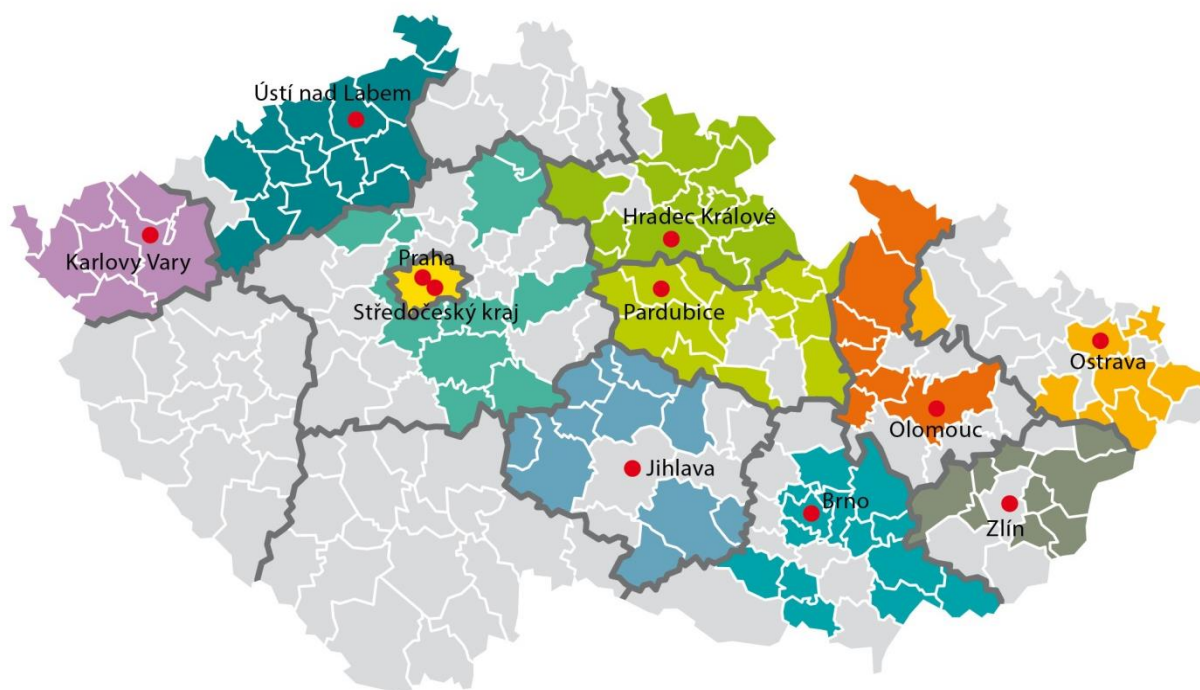 Ústí nad Labem
Hradec Králové
Karlovy Vary
Praha
Středočeský kraj
Pardubice
Ostrava
Olomouc
Jihlava
Brno
Zlín